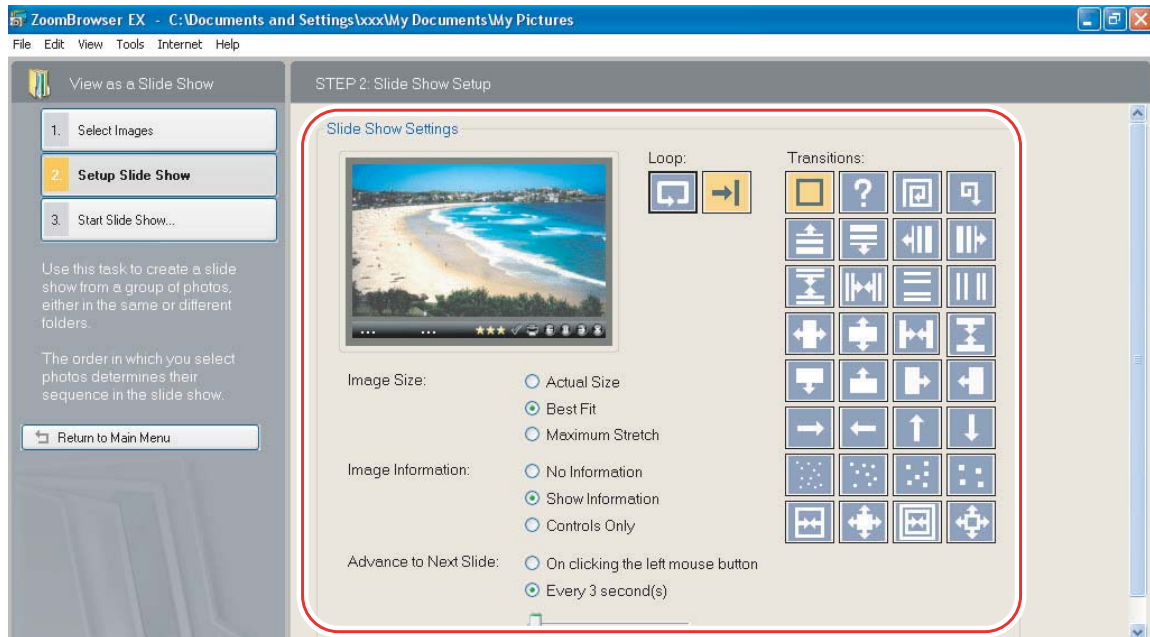 ZoomBrowser EX - C:\Documents and Settings\xxx\My Documents\My Pictures
File Edit View Tools Internet Help
View as a Slide Show
STEP 2: Slide Show Setup
1. Select Images
2. Setup Slide Show
3. Start Slide Show...
Use this task to create a slide
show from a group of photos,
either in the same or different
folders.
The order in which you select
photos determines their
sequence in the slide show.
Return to Main Menu
Slide Show Settings
Loop:
Transitions:
?
... ...
Image Size:
Actual Size
Best Fit
Maximum Stretch
Image Information:
No Information
Show Information
Controls Only
Advance to Next Slide:
On clicking the left mouse button
Every 3 second(s)